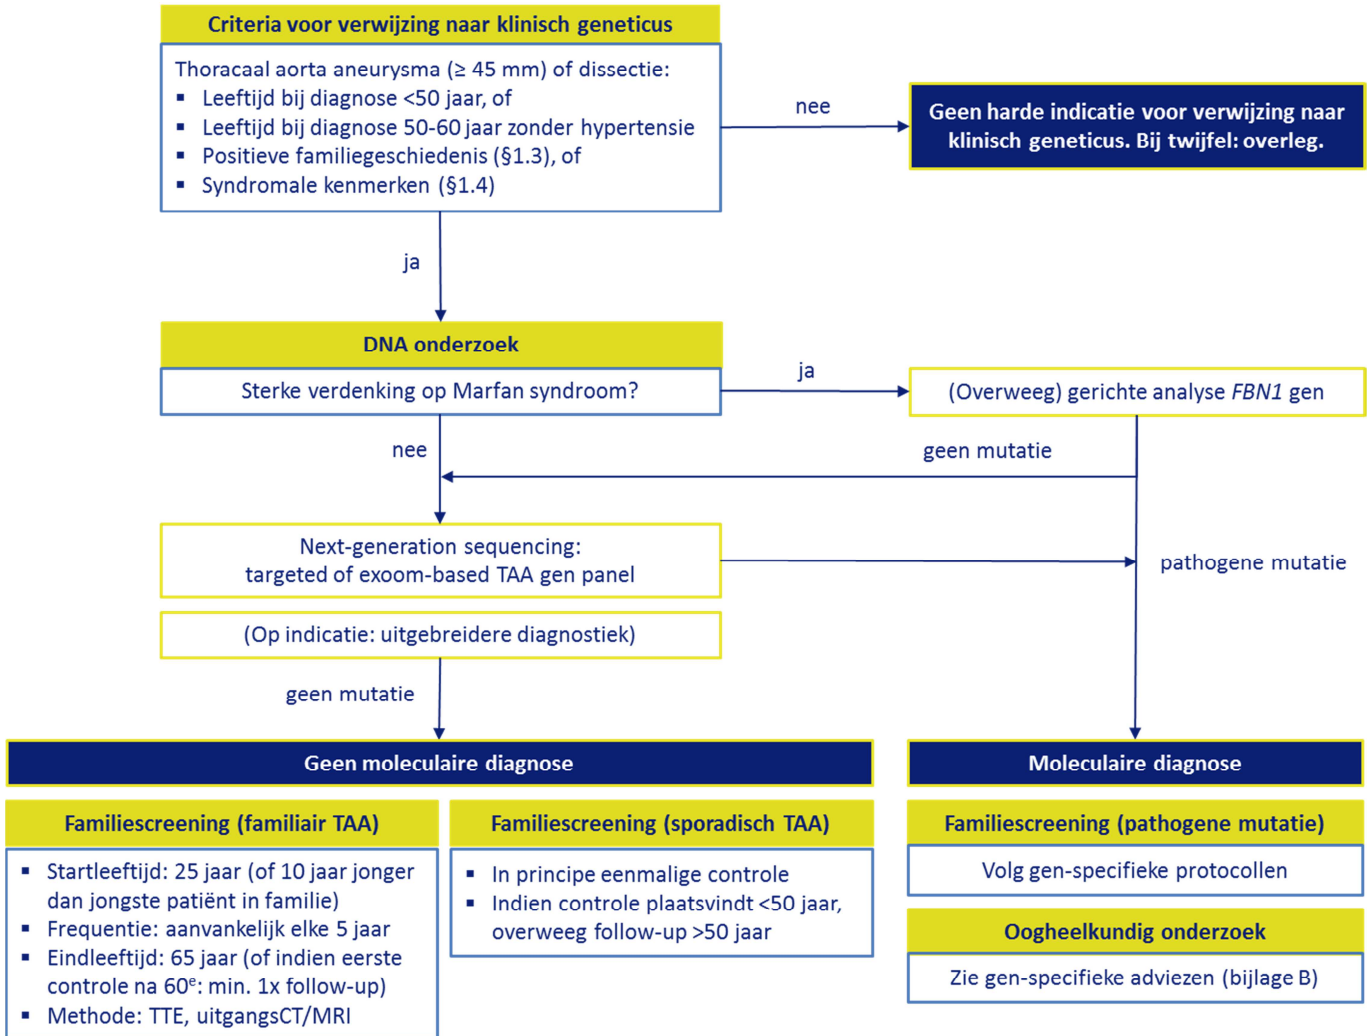 Criteria voor verwijzing naar klinisch geneticus
Thoracaal aorta aneurysma (≥ 45 mm) of dissectie:
▪ Leeftijd bij diagnose <50 jaar, of
▪ Leeftijd bij diagnose 50-60 jaar zonder hypertensie
▪ Positieve familiegeschiedenis (§1.3), of
▪ Syndromale kenmerken (§1.4)
nee
Geen harde indicatie voor verwijzing naar
klinisch geneticus. Bij twijfel: overleg.
ja
DNA onderzoek
Sterke verdenking op Marfan syndroom?
ja
(Overweeg) gerichte analyse FBN1 gen
nee
geen mutatie
Next-generation sequencing:
targeted of exoom-based TAA gen panel
pathogene mutatie
(Op indicatie: uitgebreidere diagnostiek)
geen mutatie
Geen moleculaire diagnose
Familiescreening (familiair TAA)
▪ Startleeftijd: 25 jaar (of 10 jaar jonger
dan jongste patiënt in familie)
▪ Frequentie: aanvankelijk elke 5 jaar
▪ Eindleeftijd: 65 jaar (of indien eerste
controle na 60e: min. 1x follow-up)
▪ Methode: TTE, uitgangsCT/MRI
Familiescreening (sporadisch TAA)
▪ In principe eenmalige controle
▪ Indien controle plaatsvindt <50 jaar,
overweeg follow-up >50 jaar
Moleculaire diagnose
Familiescreening (pathogene mutatie)
Volg gen-specifieke protocollen
Oogheelkundig onderzoek
Zie gen-specifieke adviezen (bijlage B)